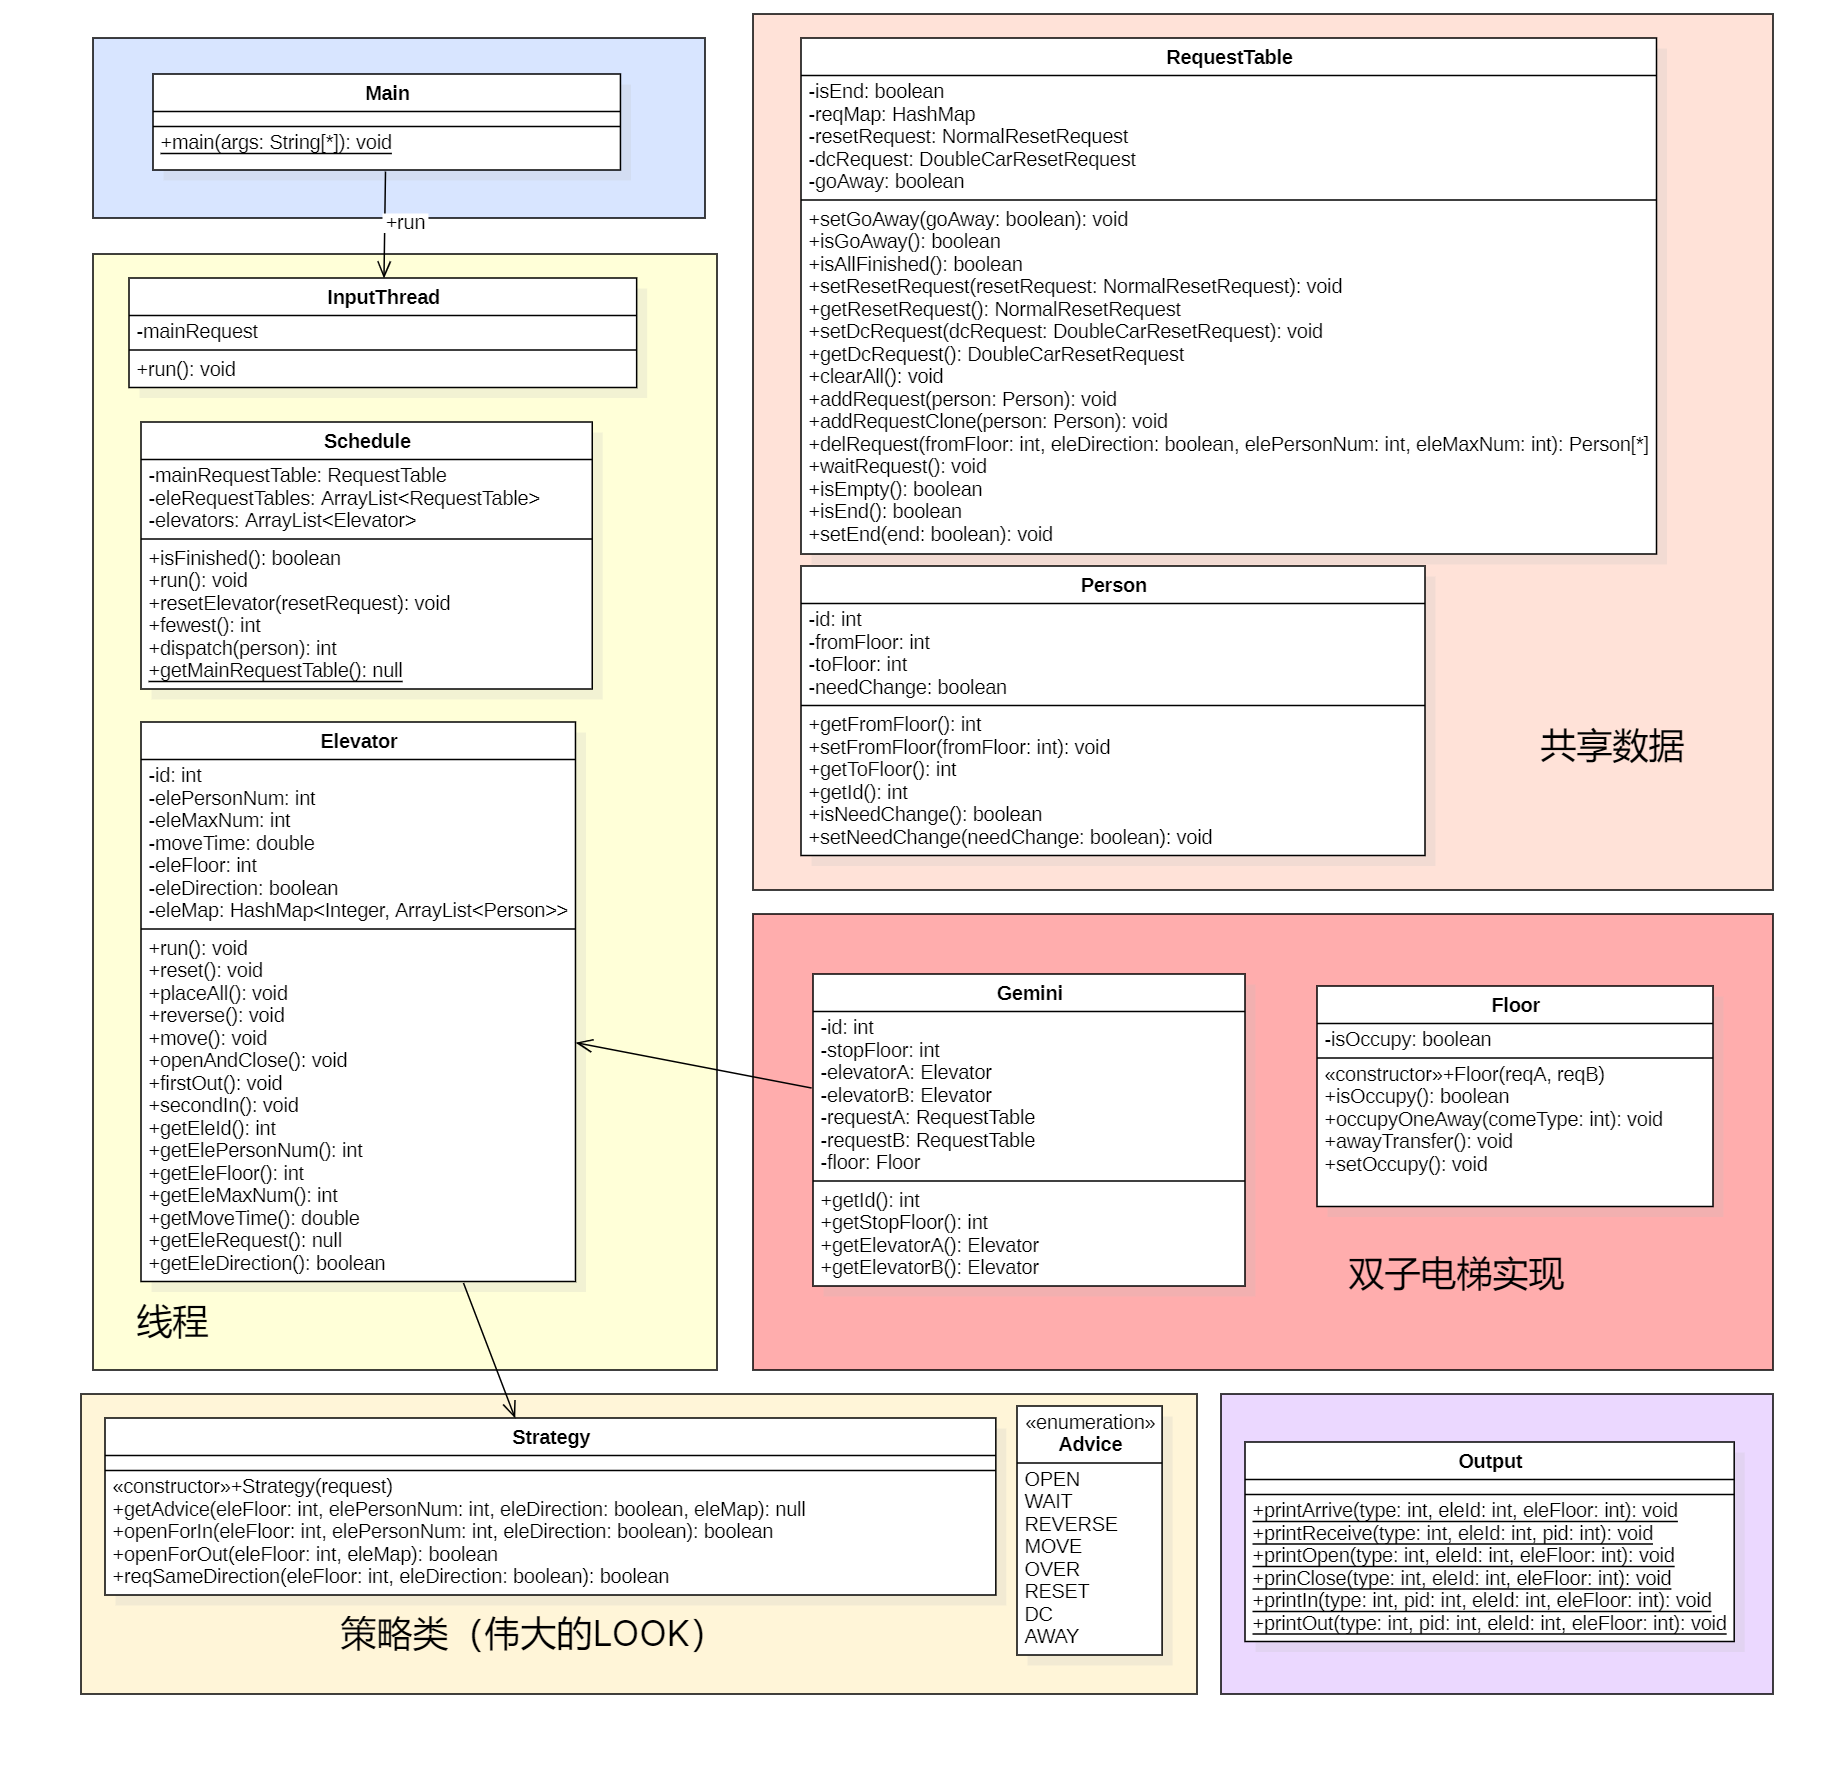 Main
+main(args: String[*]): void
+run
InputThread
-mainRequest
+run(): void
Schedule
-mainRequestTable: RequestTable
-eleRequestTables: ArrayList<RequestTable>
-elevators: ArrayList<Elevator>
+isFinished(): boolean
+run(): void
+resetElevator(resetRequest): void
+fewest(): int
+dispatch(person): int
+getMainRequestTable(): null
Elevator
-id: int
-elePersonNum: int
-eleMaxNum: int
-moveTime: double
-eleFloor: int
-eleDirection: boolean
-eleMap: HashMap<Integer, ArrayList<Person>>
+run(): void
+reset(): void
+placeAll(): void
+reverse(): void
+move(): void
+openAndClose(): void
+firstOut(): void
+secondIn(): void
+getEleId(): int
+getElePersonNum(): int
+getEleFloor(): int
+getEleMaxNum(): int
+getMoveTime(): double
+getEleRequest(): null
+getEleDirection(): boolean
线程
RequestTable
-isEnd: boolean
-reqMap: HashMap
-resetRequest: NormalResetRequest
-dcRequest: DoubleCarResetRequest
-goAway: boolean
+setGoAway(goAway: boolean): void
+isGoAway(): boolean
+isAllFinished(): boolean
+setResetRequest(resetRequest: NormalResetRequest): void
+getResetRequest(): NormalResetRequest
+setDcRequest(dcRequest: DoubleCarResetRequest): void
+getDcRequest(): DoubleCarResetRequest
+clearAll(): void
+addRequest(person: Person): void
+addRequestClone(person: Person): void
+delRequest(fromFloor: int, eleDirection: boolean, elePersonNum: int, eleMaxNum: int): Person[*]
+waitRequest(): void
+isEmpty(): boolean
+isEnd(): boolean
+setEnd(end: boolean): void
Person
-id: int
-fromFloor: int
-toFloor: int
-needChange: boolean
+getFromFloor(): int
+setFromFloor(fromFloor: int): void
+getToFloor(): int
+getId(): int
+isNeedChange(): boolean
+setNeedChange(needChange: boolean): void
共享数据
Gemini
-id: int
-stopFloor: int
-elevatorA: Elevator
-elevatorB: Elevator
-requestA: RequestTable
-requestB: RequestTable
-floor: Floor
+getId(): int
+getStopFloor(): int
+getElevatorA(): Elevator
+getElevatorB(): Elevator
Floor
-isOccupy: boolean
«constructor»+Floor(reqA, reqB)
+isOccupy(): boolean
+occupyOneAway(comeType: int): void
+awayTransfer(): void
+setOccupy(): void
双子电梯实现
Strategy
«constructor»+Strategy(request)
+getAdvice(eleFloor: int, elePersonNum: int, eleDirection: boolean, eleMap): null
+openForIn(eleFloor: int, elePersonNum: int, eleDirection: boolean): boolean
+openForOut(eleFloor: int, eleMap): boolean
+reqSameDirection(eleFloor: int, eleDirection: boolean): boolean
策略类（伟大的LOOK）
«enumeration»
Advice
OPEN
WAIT
REVERSE
MOVE
OVER
RESET
DC
AWAY
Output
+printArrive(type: int, eleId: int, eleFloor: int): void
+printReceive(type: int, eleId: int, pid: int): void
+printOpen(type: int, eleId: int, eleFloor: int): void
+prinClose(type: int, eleId: int, eleFloor: int): void
+printIn(type: int, pid: int, eleId: int, eleFloor: int): void
+printOut(type: int, pid: int, eleId: int, eleFloor: int): void